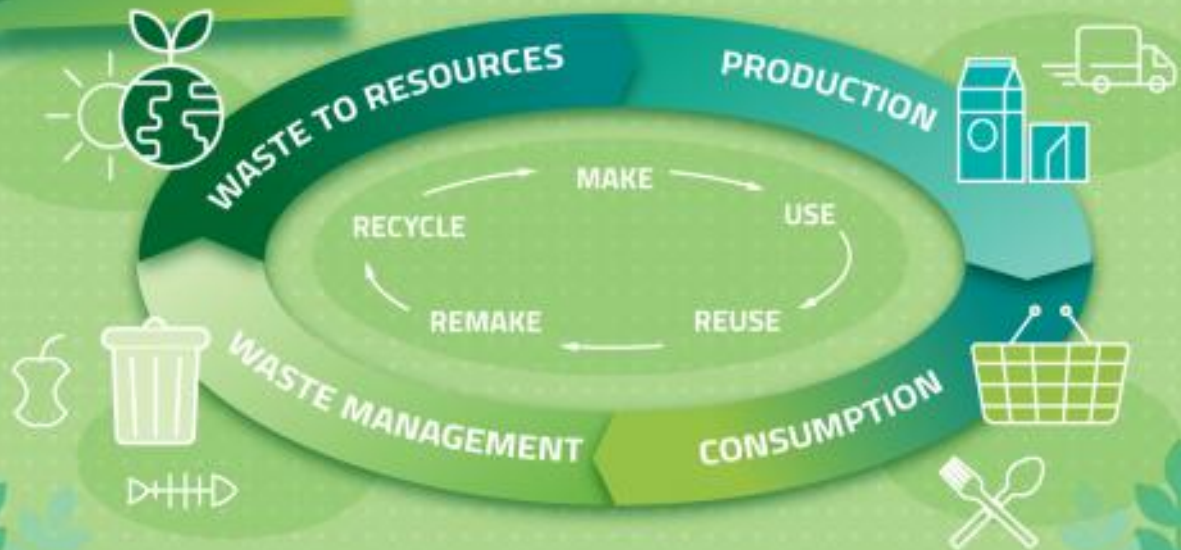 WASTE TO RESOURCES
PRODUCTION
MAKE
USE
RECYCLE
REMAKE
REUSE
WASTE MANAGEMENT
CONSUMPTION